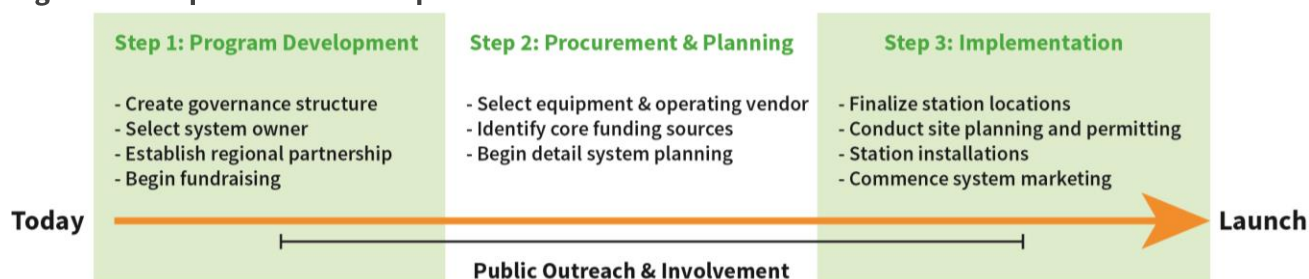 Step 1: Program Development
- Create governance structure
- Select system owner
- Establish regional partnership
- Begin fundraising
Step 2: Procurement & Planning
- Select equipment & operating vendor
- Identify core funding sources
- Begin detail system planning
Step 3: Implementation
- Finalize station locations
- Conduct site planning and permitting
- Station installations
- Commence system marketing
Today
Launch
Public Outreach & Involvement